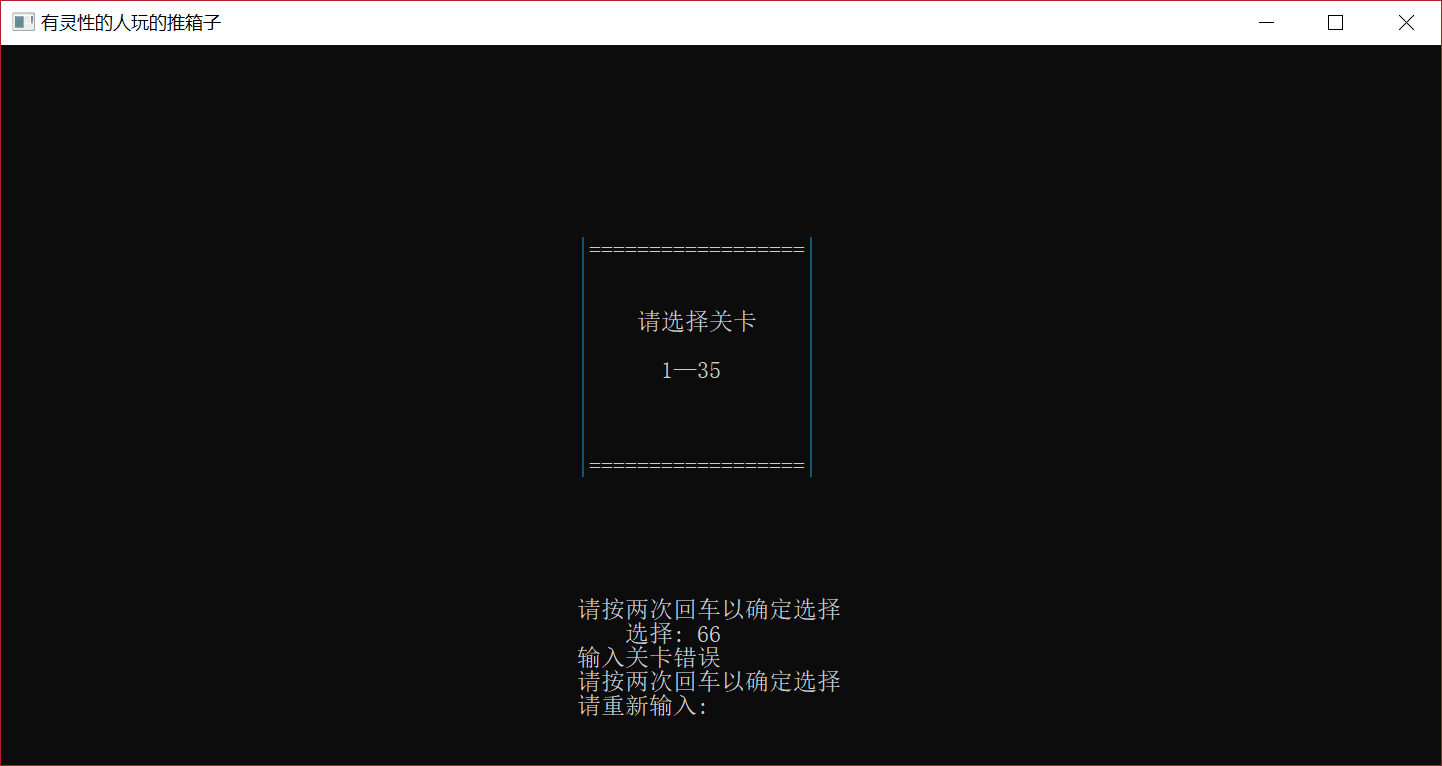 有灵性的人玩的推箱子
==================
请选择关卡
1—35
==================
请按两次回车以确定选择
选择: 66
输入关卡错误
请按两次回车以确定选择
请重新输入: